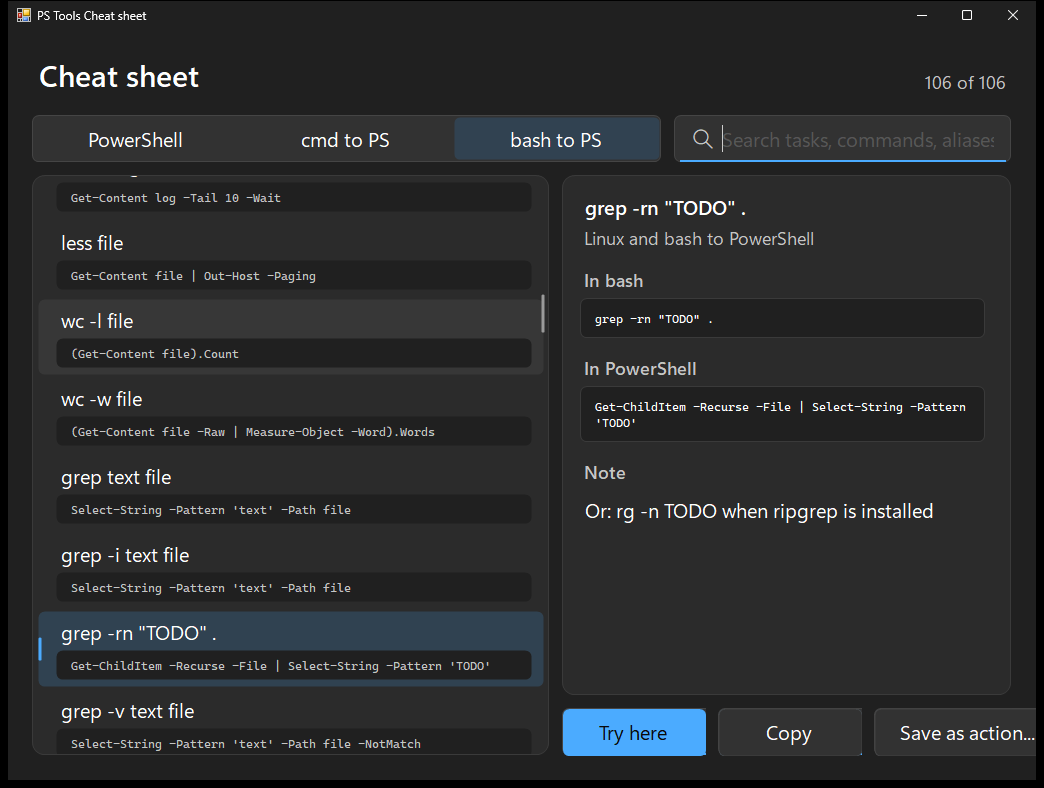 PS Tools Cheat sheet
Cheat sheet
106 of 106
PowerShell
cmd to PS
bash to PS
Search tasks, commands, aliases
Get-Content log -Tail 10 -Wait
less file
Get-Content file | Out-Host -Paging
wc -l file
(Get-Content file).Count
wc -w file
(Get-Content file -Raw | Measure-Object -Word).Words
grep text file
Select-String -Pattern 'text' -Path file
grep -i text file
Select-String -Pattern 'text' -Path file
grep -rn "TODO" .
Get-ChildItem -Recurse -File | Select-String -Pattern 'TODO'
grep -v text file
Select-String -Pattern 'text' -Path file -NotMatch
grep -rn "TODO" .
Linux and bash to PowerShell
In bash
grep -rn "TODO" .
In PowerShell
Get-ChildItem -Recurse -File | Select-String -Pattern
'TODO'
Note
Or: rg -n TODO when ripgrep is installed
Try here
Copy
Save as action...